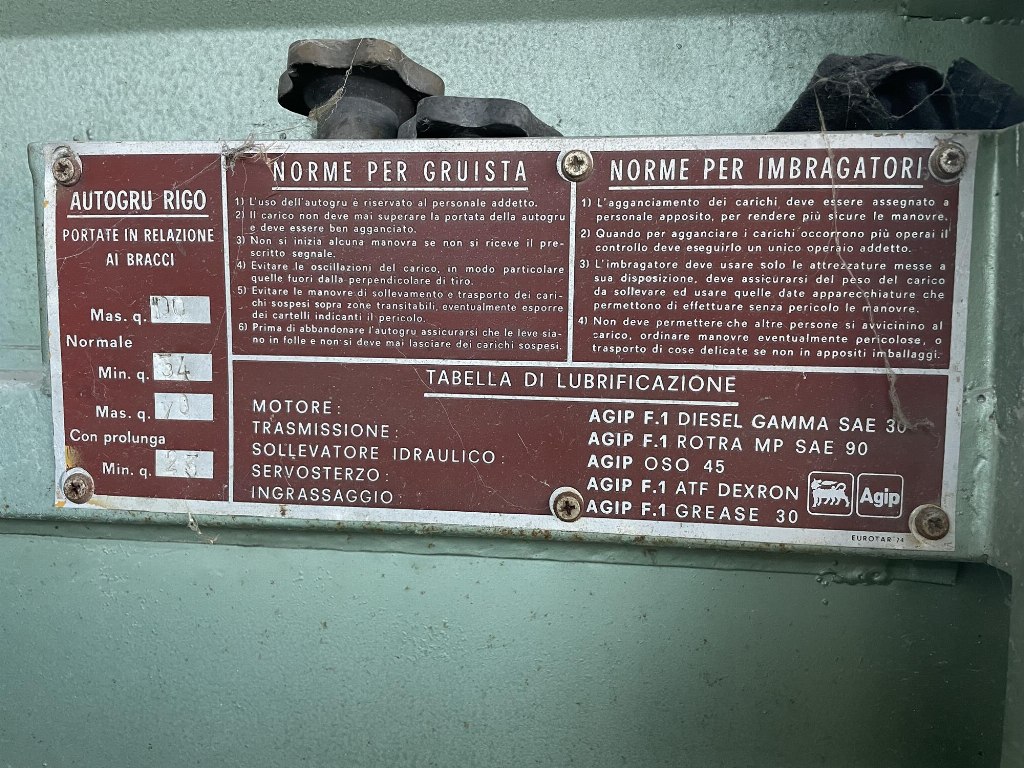 AUTOGRU RIGO
PORTATE IN RELAZIONE
AI BRACCI
Mas. q.
Normale
Min. q. 34
Mas. q. 70
Con prolunga
Min. q. 23
NORME PER GRUISTA
1) L'uso dell'autogru è riservato al personale addetto.
2) Il carico non deve mai superare la portata della autogru
e deve essere ben agganciato.
3) Non si inizia alcuna manovra se non si riceve il pre-
scritto segnale.
4) Evitare le oscillazioni del carico, in modo particolare
quelle fuori dalla perpendicolare di tiro.
5) Evitare le manovre di sollevamento e trasporto dei cari-
chi sospesi sopra zone transitabili, eventualmente esporre
dei cartelli indicanti il pericolo.
6) Prima di abbandonare l'autogru assicurarsi che le leve sia-
no in folle e non si deve mai lasciare dei carichi sospesi.
NORME PER IMBRAGATORI
1) L'agganciamento dei carichi deve essere assegnato a
personale apposito, per rendere più sicure le manovre.
2) Quando per agganciare i carichi occorrono più operai il
controllo deve eseguirlo un unico operaio addetto.
3) L'imbragatore deve usare solo le attrezzature messe a
sua disposizione, deve assicurarsi del peso del carico
da sollevare ed usare quelle date apparecchiature che
permettono di effettuare senza pericolo le manovre.
4) Non deve permettere che altre persone si avvicinino al
carico, ordinare manovre eventualmente pericolose, o
trasporto di cose delicate se non in appositi imballaggi.
TABELLA DI LUBRIFICAZIONE
MOTORE: AGIP F.1 DIESEL GAMMA SAE 30
TRASMISSIONE: AGIP F.1 ROTRA MP SAE 90
SOLLEVATORE IDRAULICO: AGIP OSO 45
SERVOSTERZO: AGIP F.1 ATF DEXRON
INGRASSAGGIO: AGIP F.1 GREASE 30
Agip
EUROTAR